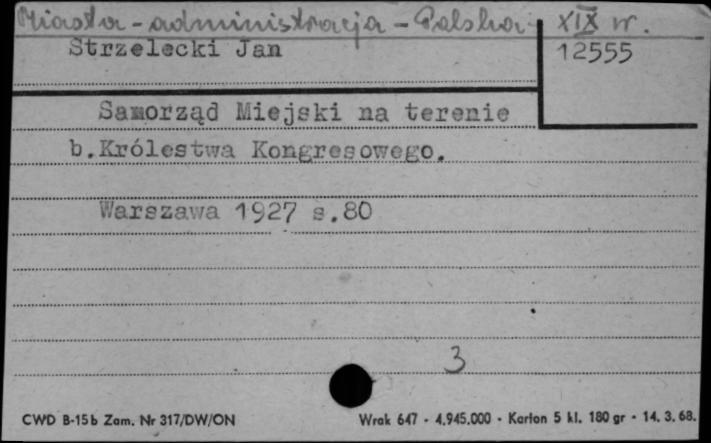 Miasta - administracja - Polska - XIX w.
Strzelecki Jan
12555
Samorząd Miejski na terenie
b.Królestwa Kongresowego.
Warszawa 1927 s.80
3
CWD B-15b Zam. Nr 317/DW/ON
Wrak 647 - 4.945.000 - Karton 5 kl. 180 gr - 14. 3. 68.